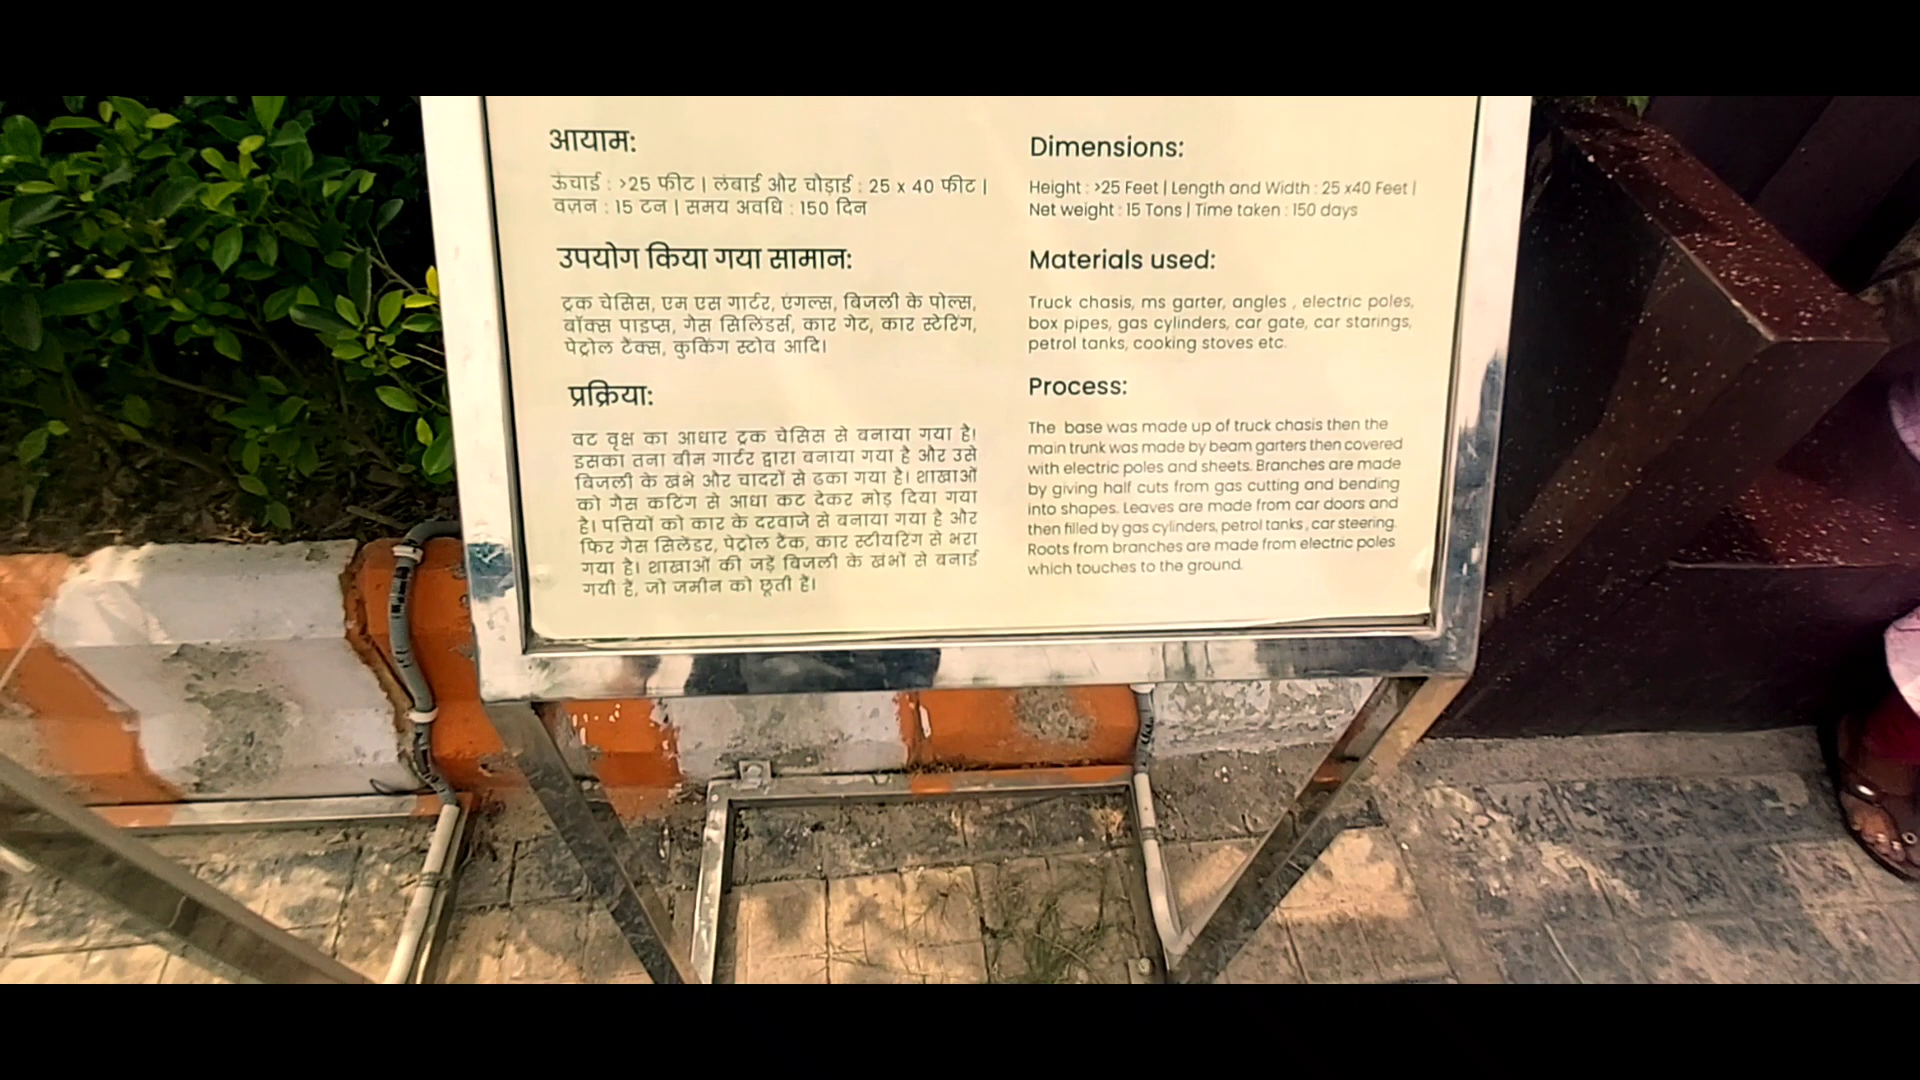 आयाम:
ऊंचाई : >25 फीट | लंबाई और चौड़ाई : 25 x 40 फीट |
वज़न : 15 टन | समय अवधि : 150 दिन
उपयोग किया गया सामान:
ट्रक चेसिस, एम एस गार्टर, एंगल्स, बिजली के पोल्स,
बॉक्स पाइप्स, गैस सिलिंडर्स, कार गेट, कार स्टेरिंग,
पेट्रोल टैंक्स, कुकिंग स्टोव आदि।
प्रक्रिया:
वट वृक्ष का आधार ट्रक चेसिस से बनाया गया है।
इसका तना बीम गार्टर द्वारा बनाया गया है और उसे
बिजली के खंभे और चादरों से ढका गया है। शाखाओं
को गैस कटिंग से आधा कट देकर मोड़ दिया गया
है। पत्तियों को कार के दरवाजे से बनाया गया है और
फिर गैस सिलेंडर, पेट्रोल टैंक, कार स्टीयरिंग से भरा
गया है। शाखाओं की जड़ें बिजली के खंभों से बनाई
गयी हैं, जो जमीन को छूती हैं।
Dimensions:
Height : >25 Feet | Length and Width : 25 x40 Feet |
Net weight : 15 Tons | Time taken : 150 days
Materials used:
Truck chasis, ms garter, angles , electric poles,
box pipes, gas cylinders, car gate, car starings,
petrol tanks, cooking stoves etc.
Process:
The base was made up of truck chasis then the
main trunk was made by beam garters then covered
with electric poles and sheets. Branches are made
by giving half cuts from gas cutting and bending
into shapes. Leaves are made from car doors and
then filled by gas cylinders, petrol tanks , car steering.
Roots from branches are made from electric poles
which touches to the ground.